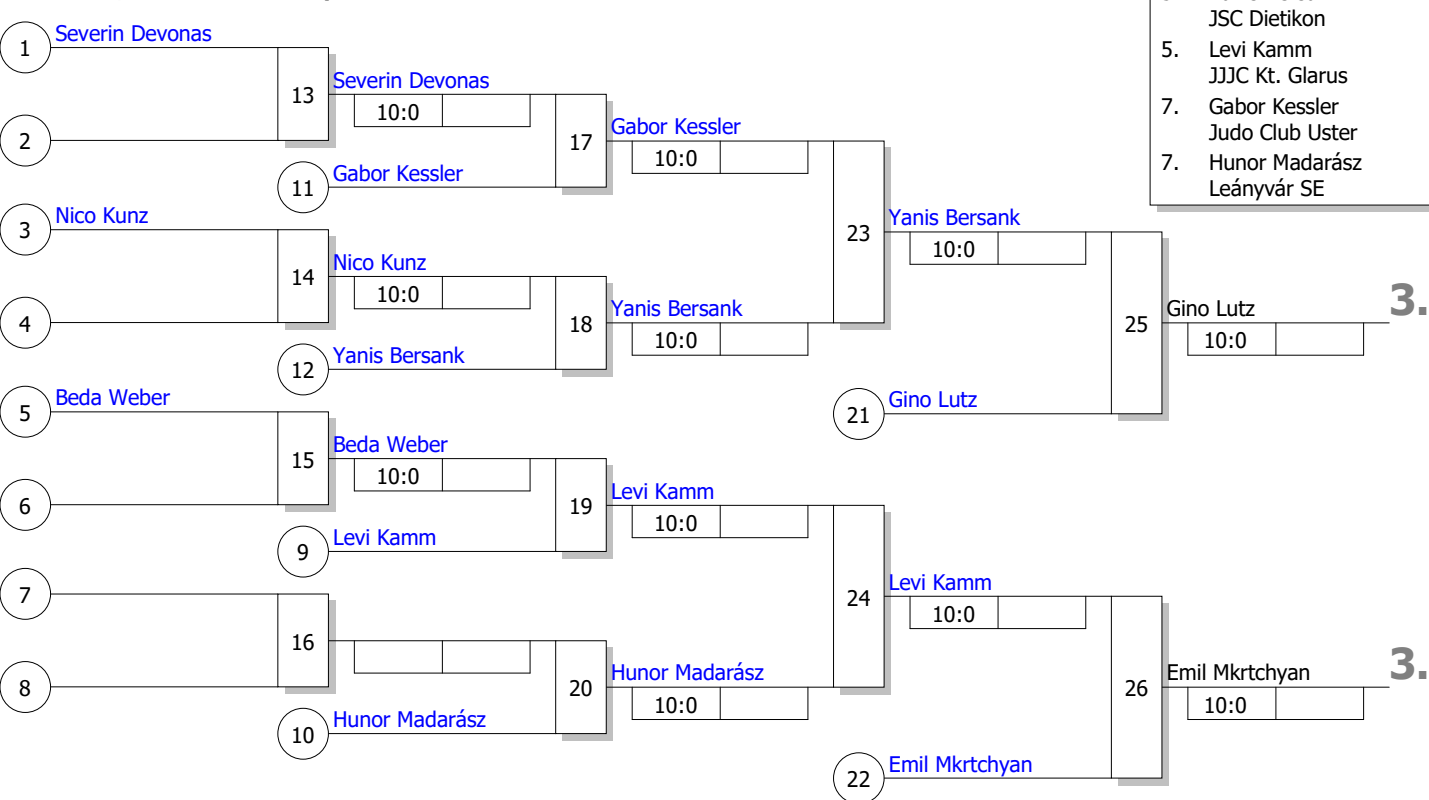 JSC Dietikon
5. Levi Kamm
JJJC Kt. Glarus
7. Gabor Kessler
Judo Club Uster
7. Hunor Madarász
Leányvár SE
1 Severin Devonas
13 Severin Devonas
10:0
2
17 Gabor Kessler
10:0
11 Gabor Kessler
3 Nico Kunz
23 Yanis Bersank
10:0
14 Nico Kunz
10:0
4
18 Yanis Bersank
10:0
12 Yanis Bersank
25 Gino Lutz 3.
10:0
21 Gino Lutz
5 Beda Weber
15 Beda Weber
10:0
6
19 Levi Kamm
10:0
9 Levi Kamm
7
24 Levi Kamm
10:0
16
8
20 Hunor Madarász
10:0
10 Hunor Madarász
26 Emil Mkrtchyan 3.
10:0
22 Emil Mkrtchyan